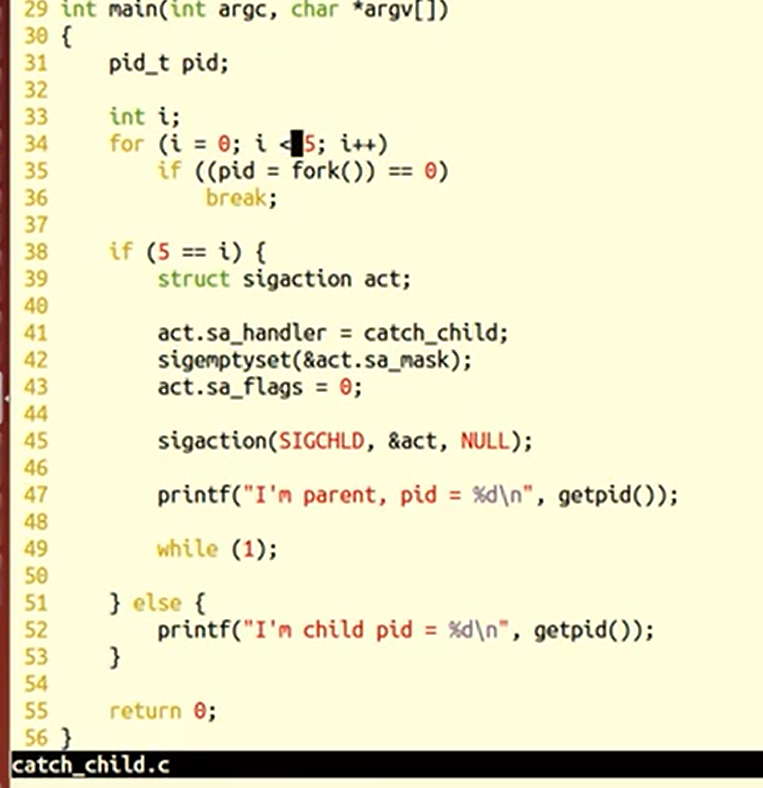 29 int main(int argc, char *argv[])
30 {
31     pid_t pid;
32
33     int i;
34     for (i = 0; i < 5; i++)
35         if ((pid = fork()) == 0)
36             break;
37
38     if (5 == i) {
39         struct sigaction act;
40
41         act.sa_handler = catch_child;
42         sigemptyset(&act.sa_mask);
43         act.sa_flags = 0;
44
45         sigaction(SIGCHLD, &act, NULL);
46
47         printf("I'm parent, pid = %d\n", getpid());
48
49         while (1);
50
51     } else {
52         printf("I'm child pid = %d\n", getpid());
53     }
54
55     return 0;
56 }
catch_child.c